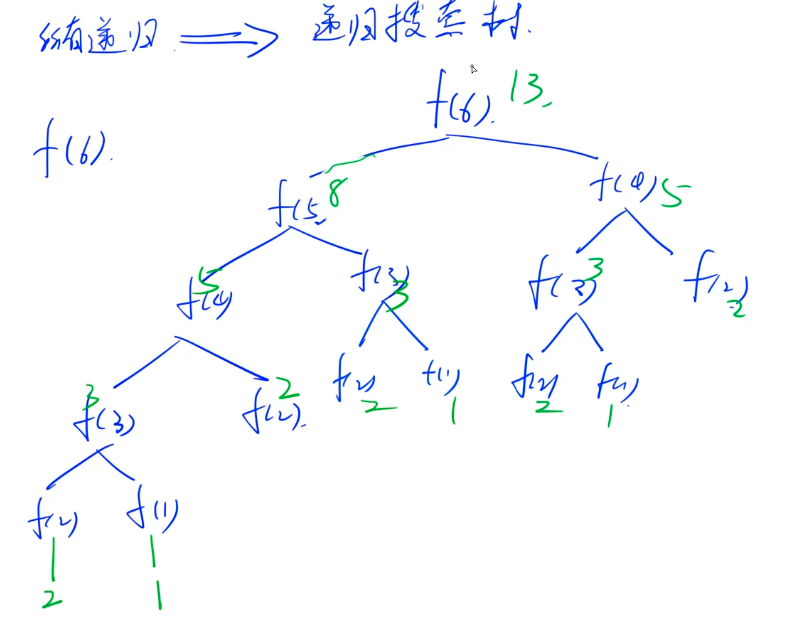 所有递归 ⟹ 递归搜索树.
f(6). 13.
f(6).
f(5) 8 f(4) 5
f(4) 5 f(3) 3 f(3) 3 f(2) 2
f(3) 3 f(2). 2 f(2) 2 f(1) 1 f(2) 2 f(1) 1
f(2) f(1)
2 1